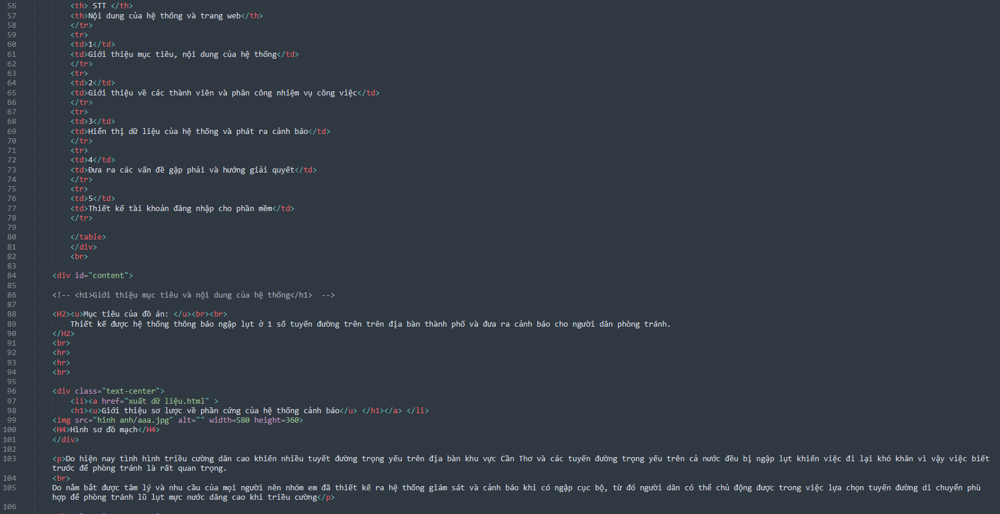 56 <th> STT </th>
57 <th>Nội dung của hệ thống và trang web</th>
58 </tr>
59 <tr>
60 <td>1</td>
61 <td>Giới thiệu mục tiêu, nội dung của hệ thống</td>
62 </tr>
63 <tr>
64 <td>2</td>
65 <td>Giới thiệu về các thành viên và phân công nhiệm vụ công việc</td>
66 </tr>
67 <tr>
68 <td>3</td>
69 <td>Hiển thị dữ liệu của hệ thống và phát ra cảnh báo</td>
70 </tr>
71 <tr>
72 <td>4</td>
73 <td>Đưa ra các vấn đề gặp phải và hướng giải quyết</td>
74 </tr>
75 <tr>
76 <td>5</td>
77 <td>Thiết kế tài khoản đăng nhập cho phần mềm</td>
78 </tr>
79
80 </table>
81 </div>
82 <br>
83
84 <div id="content">
85
86 <!-- <h1>Giới thiệu mục tiêu và nội dung của hệ thống</h1>  -->
87
88 <H2><u>Mục tiêu của đồ án: </u><br><br>
89 Thiết kế được hệ thống thông báo ngập lụt ở 1 số tuyến đường trên trên địa bàn thành phố và đưa ra cảnh báo cho người dân phòng tránh.
90 </H2>
91 <br>
92 <hr>
93 <hr>
94 <br>
95
96 <div class="text-center">
97 <li><a href="xuất dữ liệu.html" >
98 <h1><u>Giới thiệu sơ lược về phần cứng của hệ thống cảnh báo</u> </h1></a> </li>
99 <img src="hinh anh/aaa.jpg" alt="" width=580 height=360>
100 <H4>Hình sơ đồ mạch</H4>
101 </div>
102
103 <p>Do hiện nay tình hình triều cường dân cao khiến nhiều tuyết đường trọng yếu trên địa bàn khu vực Cần Thơ và các tuyến đường trọng yếu trên cả nước đều bị ngập lụt khiến việc đi lại khó khăn vì vậy việc biết
trước để phòng tránh là rất quan trọng.
104 <br>
105 Do nắm bắt được tâm lý và nhu cầu của mọi người nên nhóm em đã thiết kế ra hệ thống giám sát và cảnh báo khi có ngập cục bộ, từ đó người dân có thể chủ động được trong việc lựa chọn tuyến đường di chuyển phù
hợp để phòng tránh lũ lụt mực nước dâng cao khi triều cường</p>
106